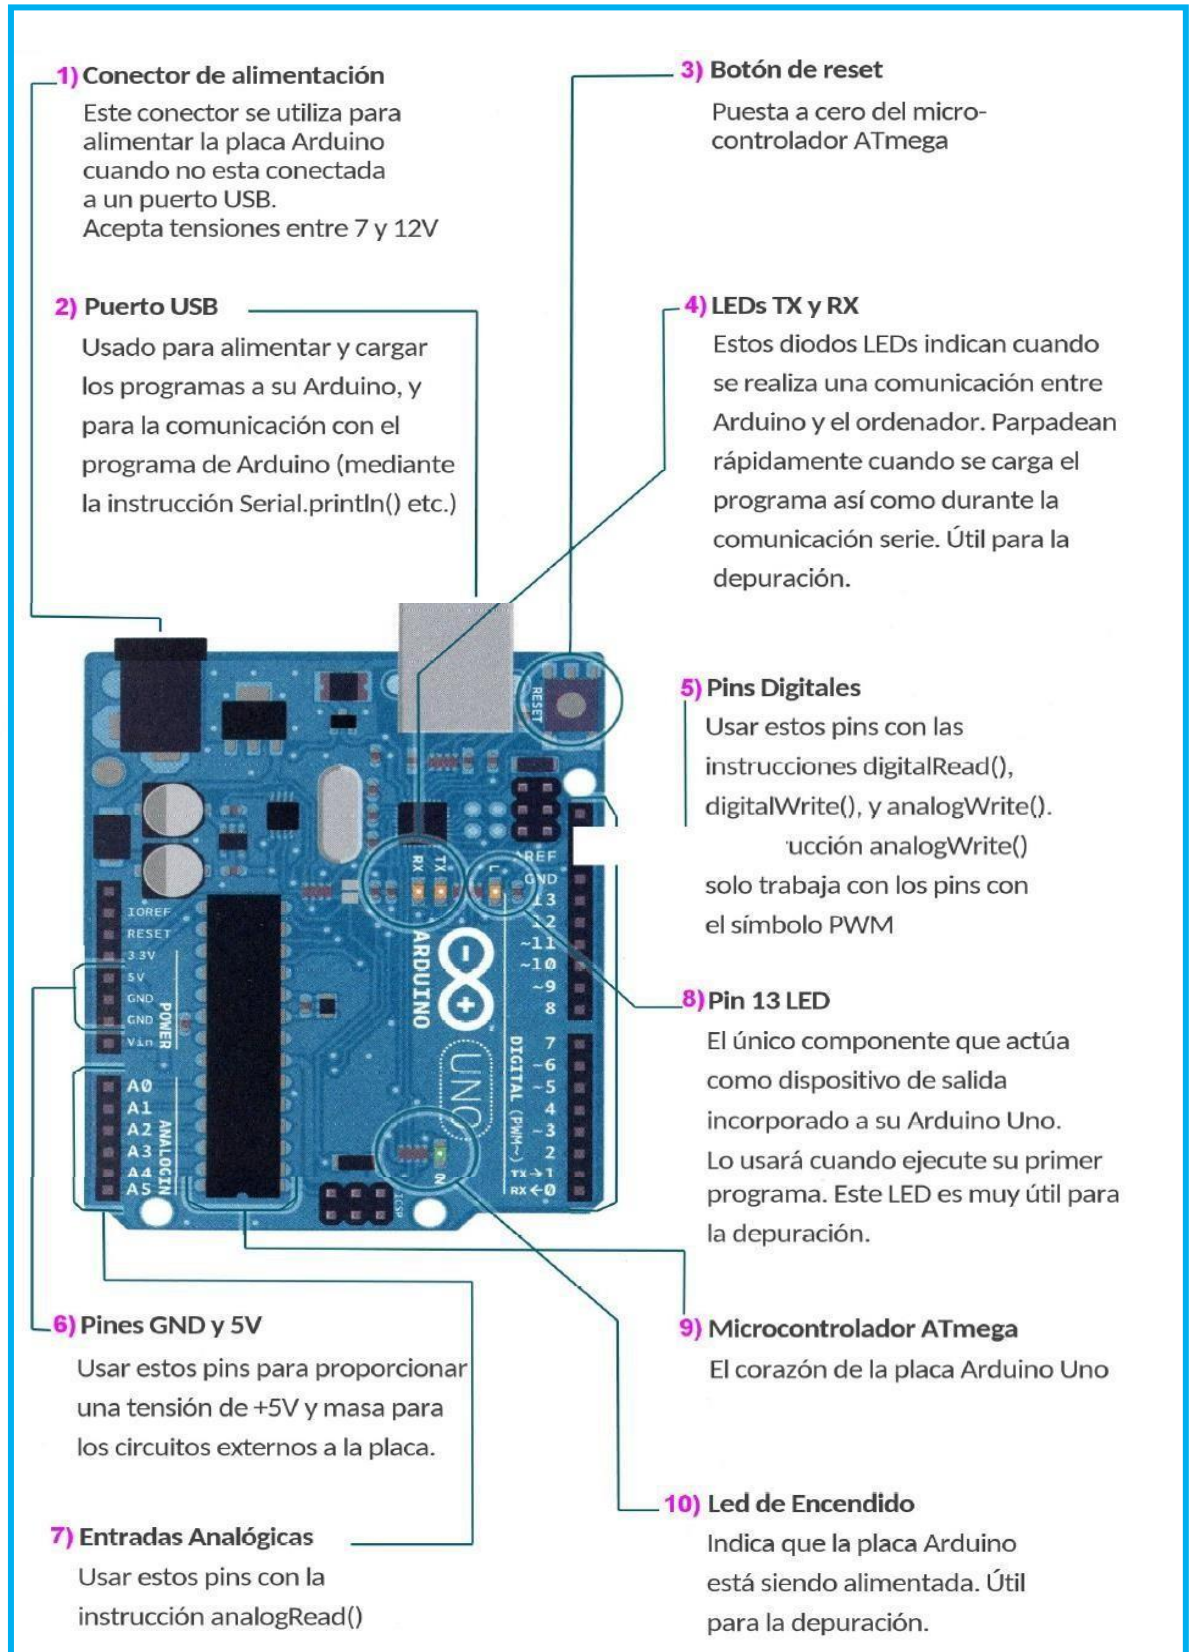 1) Conector de alimentación
Este conector se utiliza para
alimentar la placa Arduino
cuando no esta conectada
a un puerto USB.
Acepta tensiones entre 7 y 12V
2) Puerto USB
Usado para alimentar y cargar
los programas a su Arduino, y
para la comunicación con el
programa de Arduino (mediante
la instrucción Serial.println() etc.)
3) Botón de reset
Puesta a cero del micro-
controlador ATmega
4) LEDs TX y RX
Estos diodos LEDs indican cuando
se realiza una comunicación entre
Arduino y el ordenador. Parpadean
rápidamente cuando se carga el
programa así como durante la
comunicación serie. Útil para la
depuración.
5) Pins Digitales
Usar estos pins con las
instrucciones digitalRead(),
digitalWrite(), y analogWrite().
ucción analogWrite()
solo trabaja con los pins con
el símbolo PWM
8) Pin 13 LED
El único componente que actúa
como dispositivo de salida
incorporado a su Arduino Uno.
Lo usará cuando ejecute su primer
programa. Este LED es muy útil para
la depuración.
RESET
RX
TX
L
AREF
GND
13
12
~11
~10
~9
8
7
~6
~5
4
~3
2
TX→1
RX←0
DIGITAL (PWM~)
ARDUINO
UNO
IOREF
RESET
3.3V
5V
GND
GND
Vin
POWER
A0
A1
A2
A3
A4
A5
ANALOG IN
ICSP
6) Pines GND y 5V
Usar estos pins para proporcionar
una tensión de +5V y masa para
los circuitos externos a la placa.
7) Entradas Analógicas
Usar estos pins con la
instrucción analogRead()
9) Microcontrolador ATmega
El corazón de la placa Arduino Uno
10) Led de Encendido
Indica que la placa Arduino
está siendo alimentada. Útil
para la depuración.